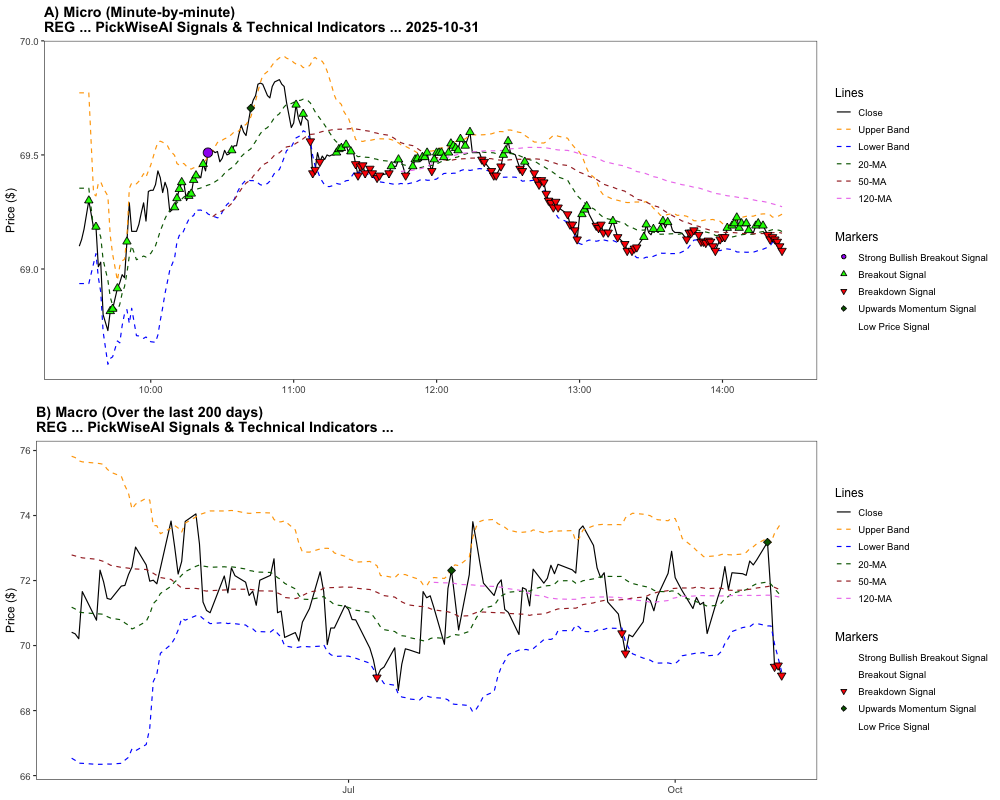 A) Micro (Minute-by-minute)
REG ... PickWiseAI Signals & Technical Indicators ... 2025-10-31
70.0
69.5
69.0
Price ($)
10:00
11:00
12:00
13:00
14:00
Lines
Close
Upper Band
Lower Band
20-MA
50-MA
120-MA
Markers
Strong Bullish Breakout Signal
Breakout Signal
Breakdown Signal
Upwards Momentum Signal
Low Price Signal
B) Macro (Over the last 200 days)
REG ... PickWiseAI Signals & Technical Indicators ...
76
74
72
70
68
66
Price ($)
Jul
Oct
Lines
Close
Upper Band
Lower Band
20-MA
50-MA
120-MA
Markers
Strong Bullish Breakout Signal
Breakout Signal
Breakdown Signal
Upwards Momentum Signal
Low Price Signal